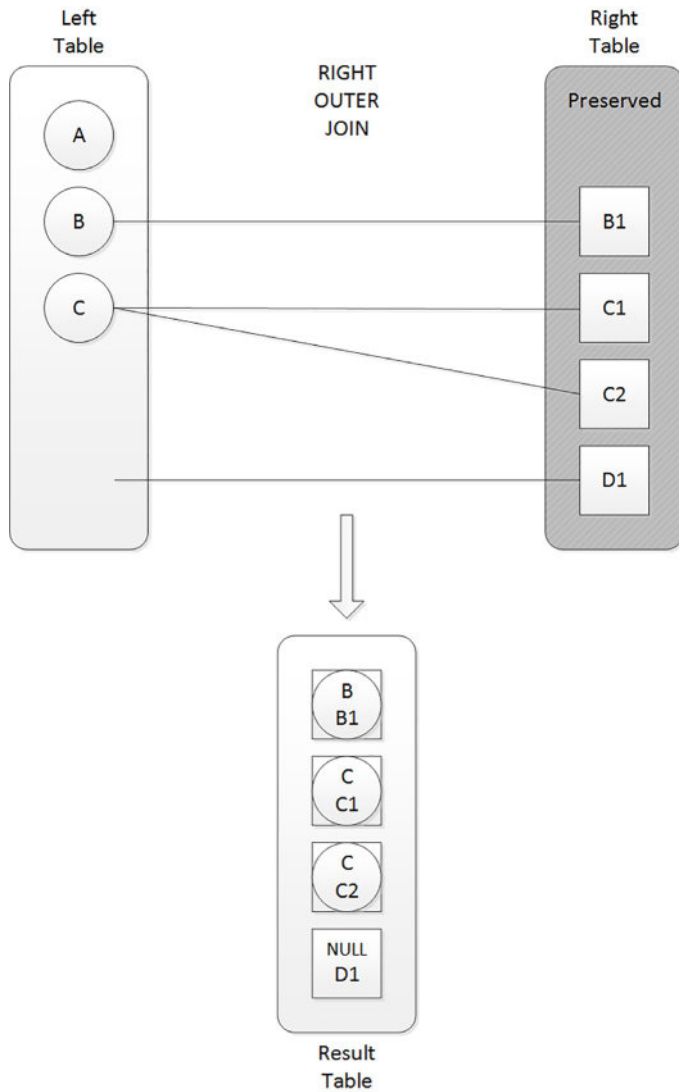 Left
Table
RIGHT
OUTER
JOIN
Right
Table
Preserved
A
B
C
B1
C1
C2
D1
B
B1
C
C1
C
C2
NULL
D1
Result
Table